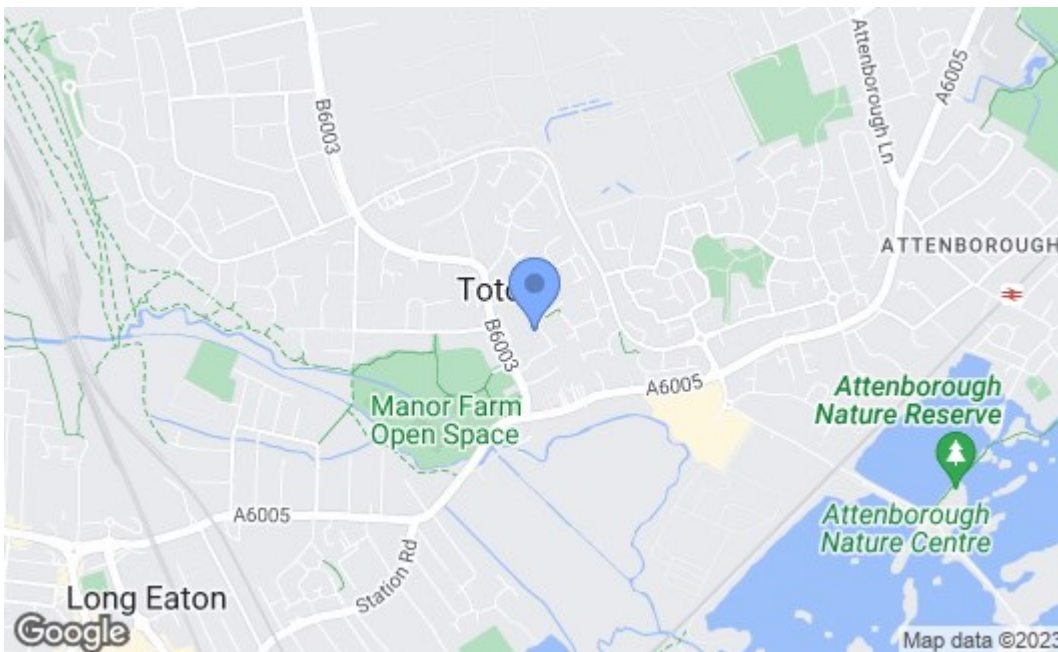 B6003
Attenborough Ln
A6005
ATTENBOROUGH
Toto
B6003
A6005
Manor Farm
Open Space
Attenborough
Nature Reserve
Attenborough
Nature Centre
A6005
Station Rd
Long Eaton
Google
Map data ©2023